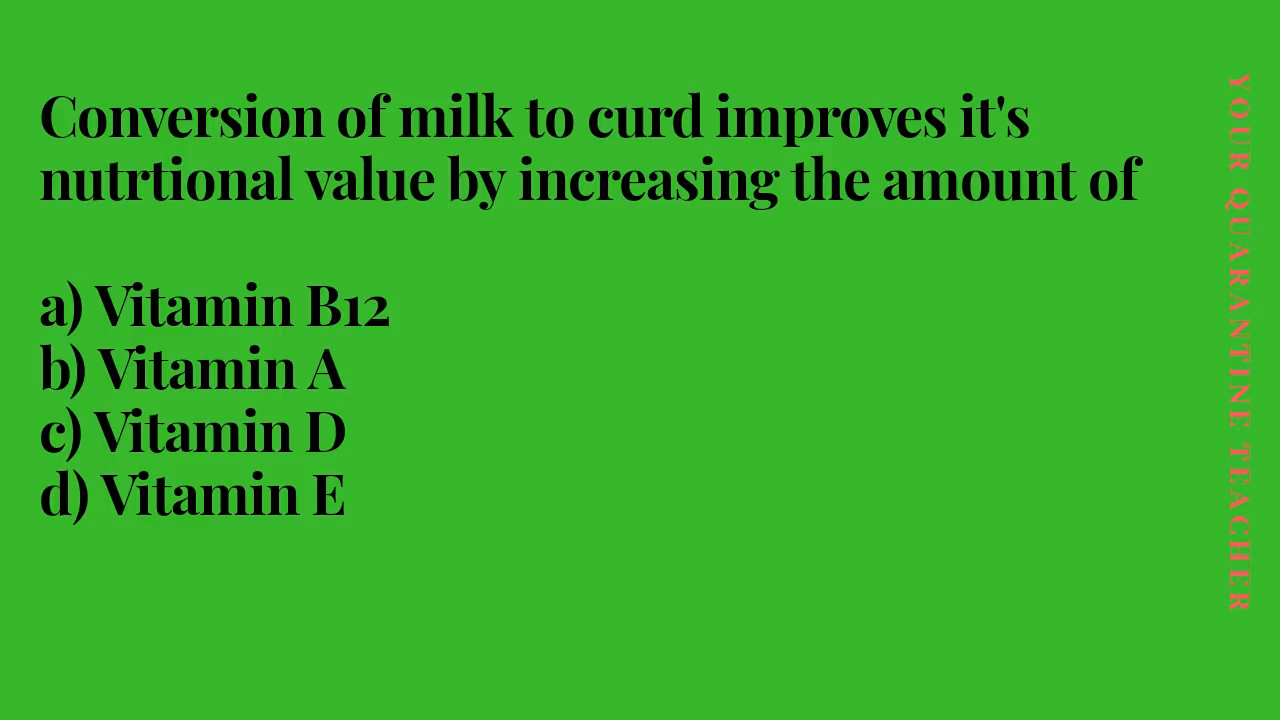 Conversion of milk to curd improves it's
nutrtional value by increasing the amount of
a) Vitamin B12
b) Vitamin A
c) Vitamin D
d) Vitamin E
YOUR QUARANTINE TEACHER